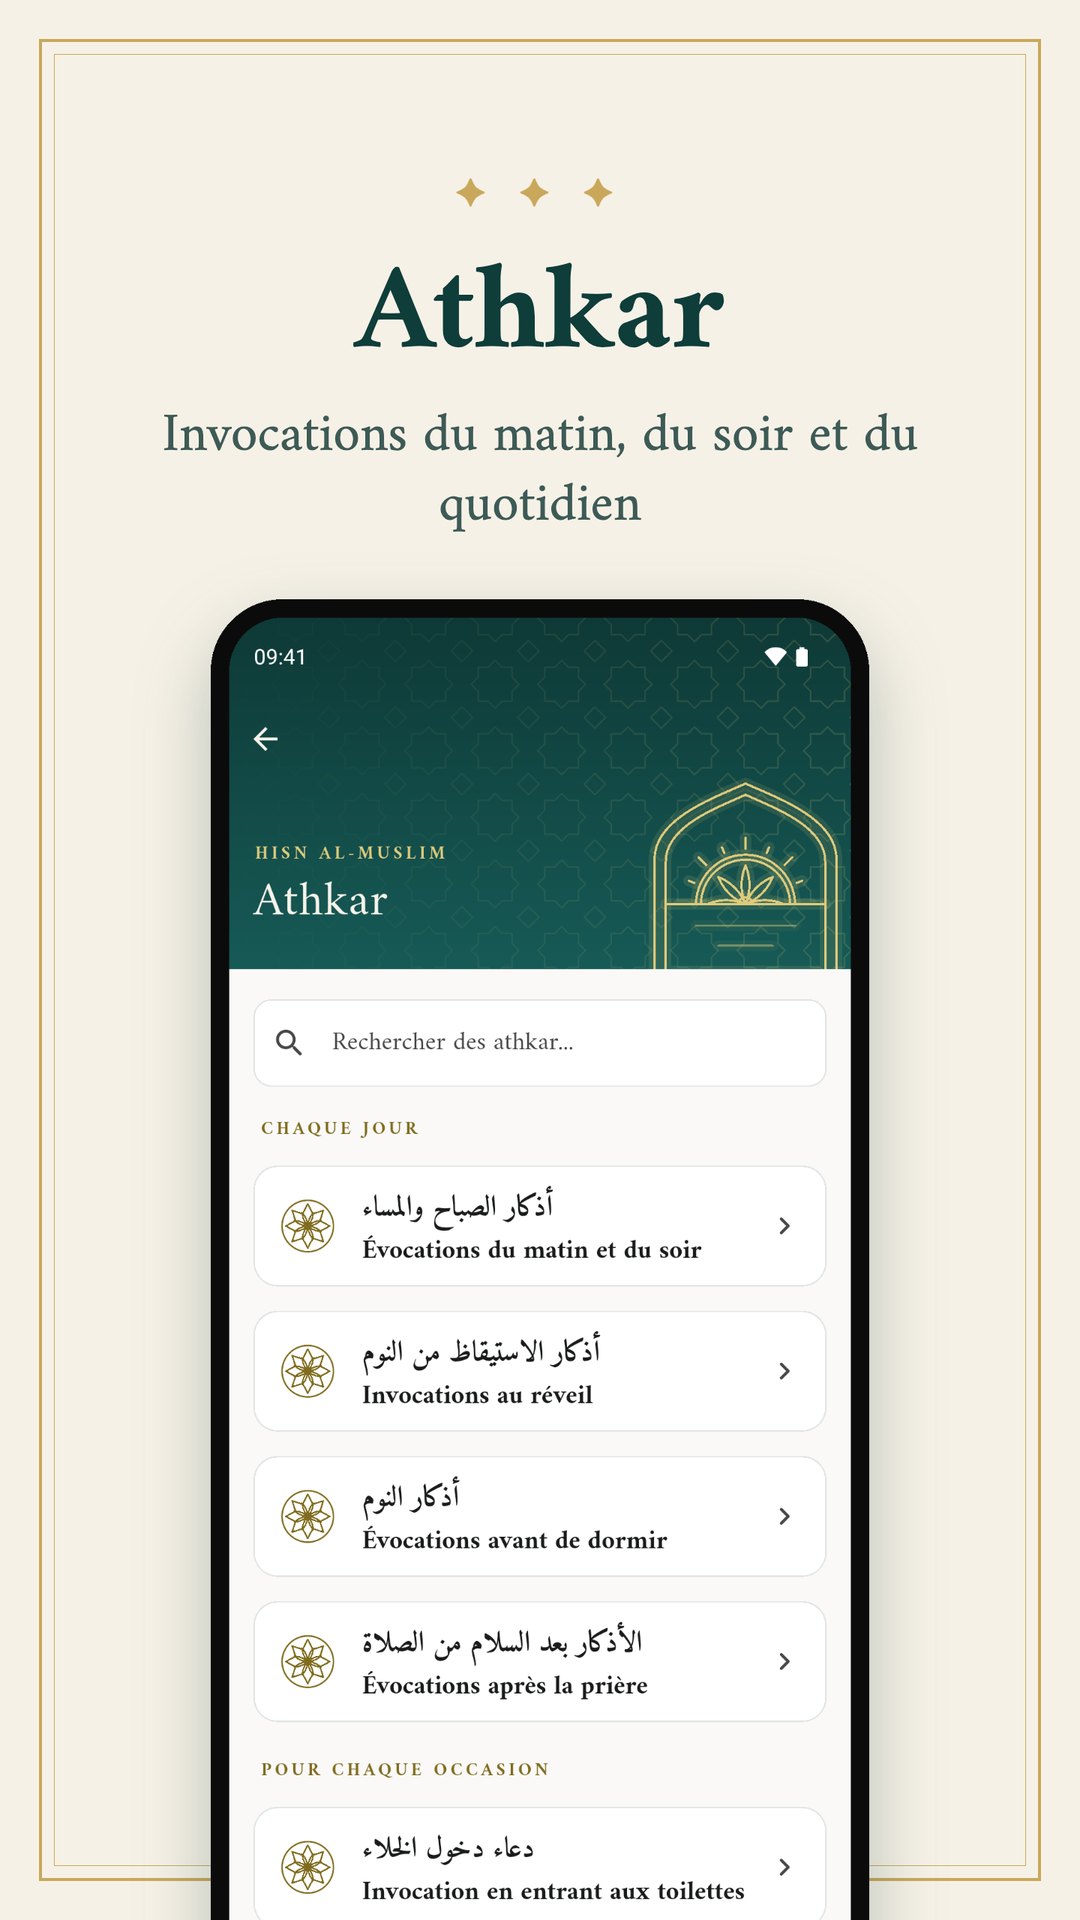 Athkar
Invocations du matin, du soir et du
quotidien
09:41
HISN AL-MUSLIM
Athkar
Rechercher des athkar...
CHAQUE JOUR
أذكار الصباح والمساء
Évocations du matin et du soir
أذكار الاستيقاظ من النوم
Invocations au réveil
أذكار النوم
Évocations avant de dormir
الأذكار بعد السلام من الصلاة
Évocations après la prière
POUR CHAQUE OCCASION
دعاء دخول الخلاء
Invocation en entrant aux toilettes